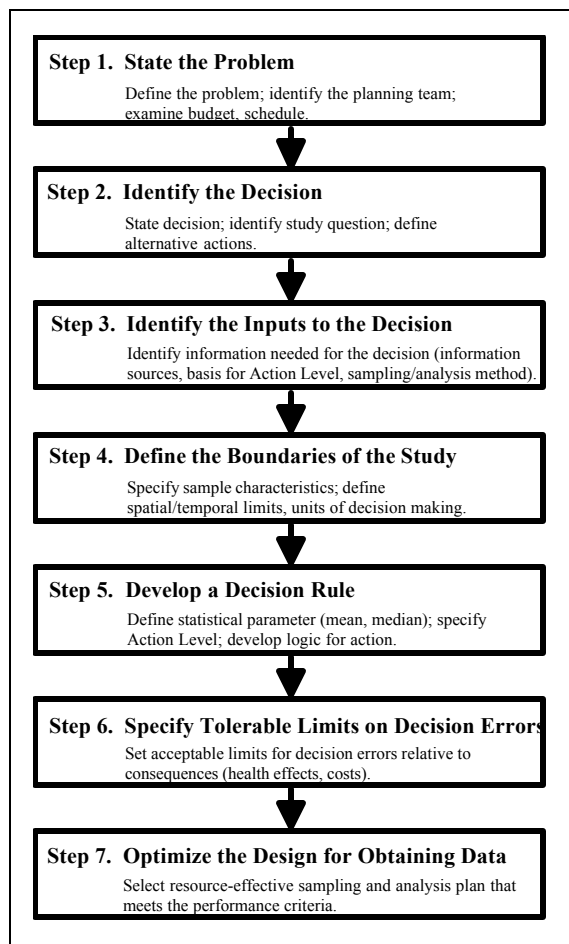 Step 1. State the Problem
Define the problem; identify the planning team;
examine budget, schedule.
Step 2. Identify the Decision
State decision; identify study question; define
alternative actions.
Step 3. Identify the Inputs to the Decision
Identify information needed for the decision (information
sources, basis for Action Level, sampling/analysis method).
Step 4. Define the Boundaries of the Study
Specify sample characteristics; define
spatial/temporal limits, units of decision making.
Step 5. Develop a Decision Rule
Define statistical parameter (mean, median); specify
Action Level; develop logic for action.
Step 6. Specify Tolerable Limits on Decision Errors
Set acceptable limits for decision errors relative to
consequences (health effects, costs).
Step 7. Optimize the Design for Obtaining Data
Select resource-effective sampling and analysis plan that
meets the performance criteria.